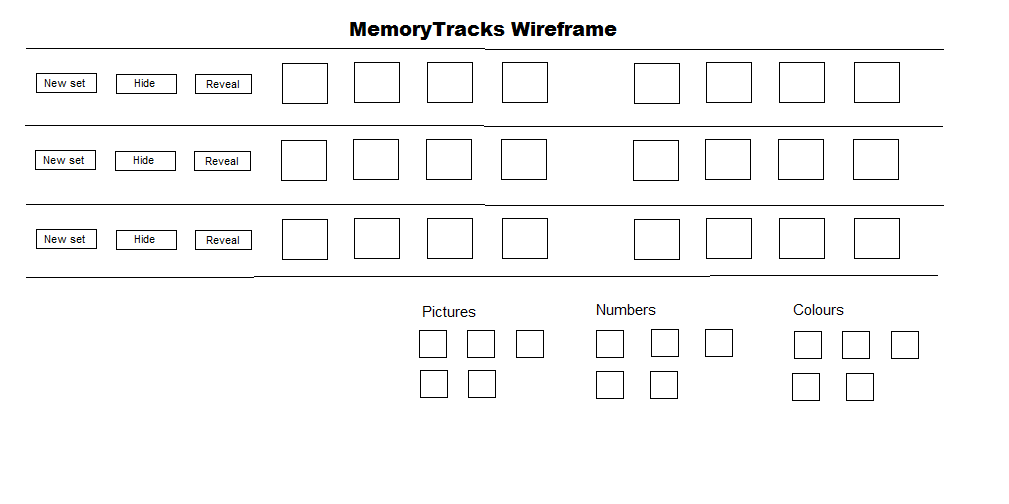 MemoryTracks Wireframe
New set Hide Reveal
New set Hide Reveal
New set Hide Reveal
Pictures Numbers Colours